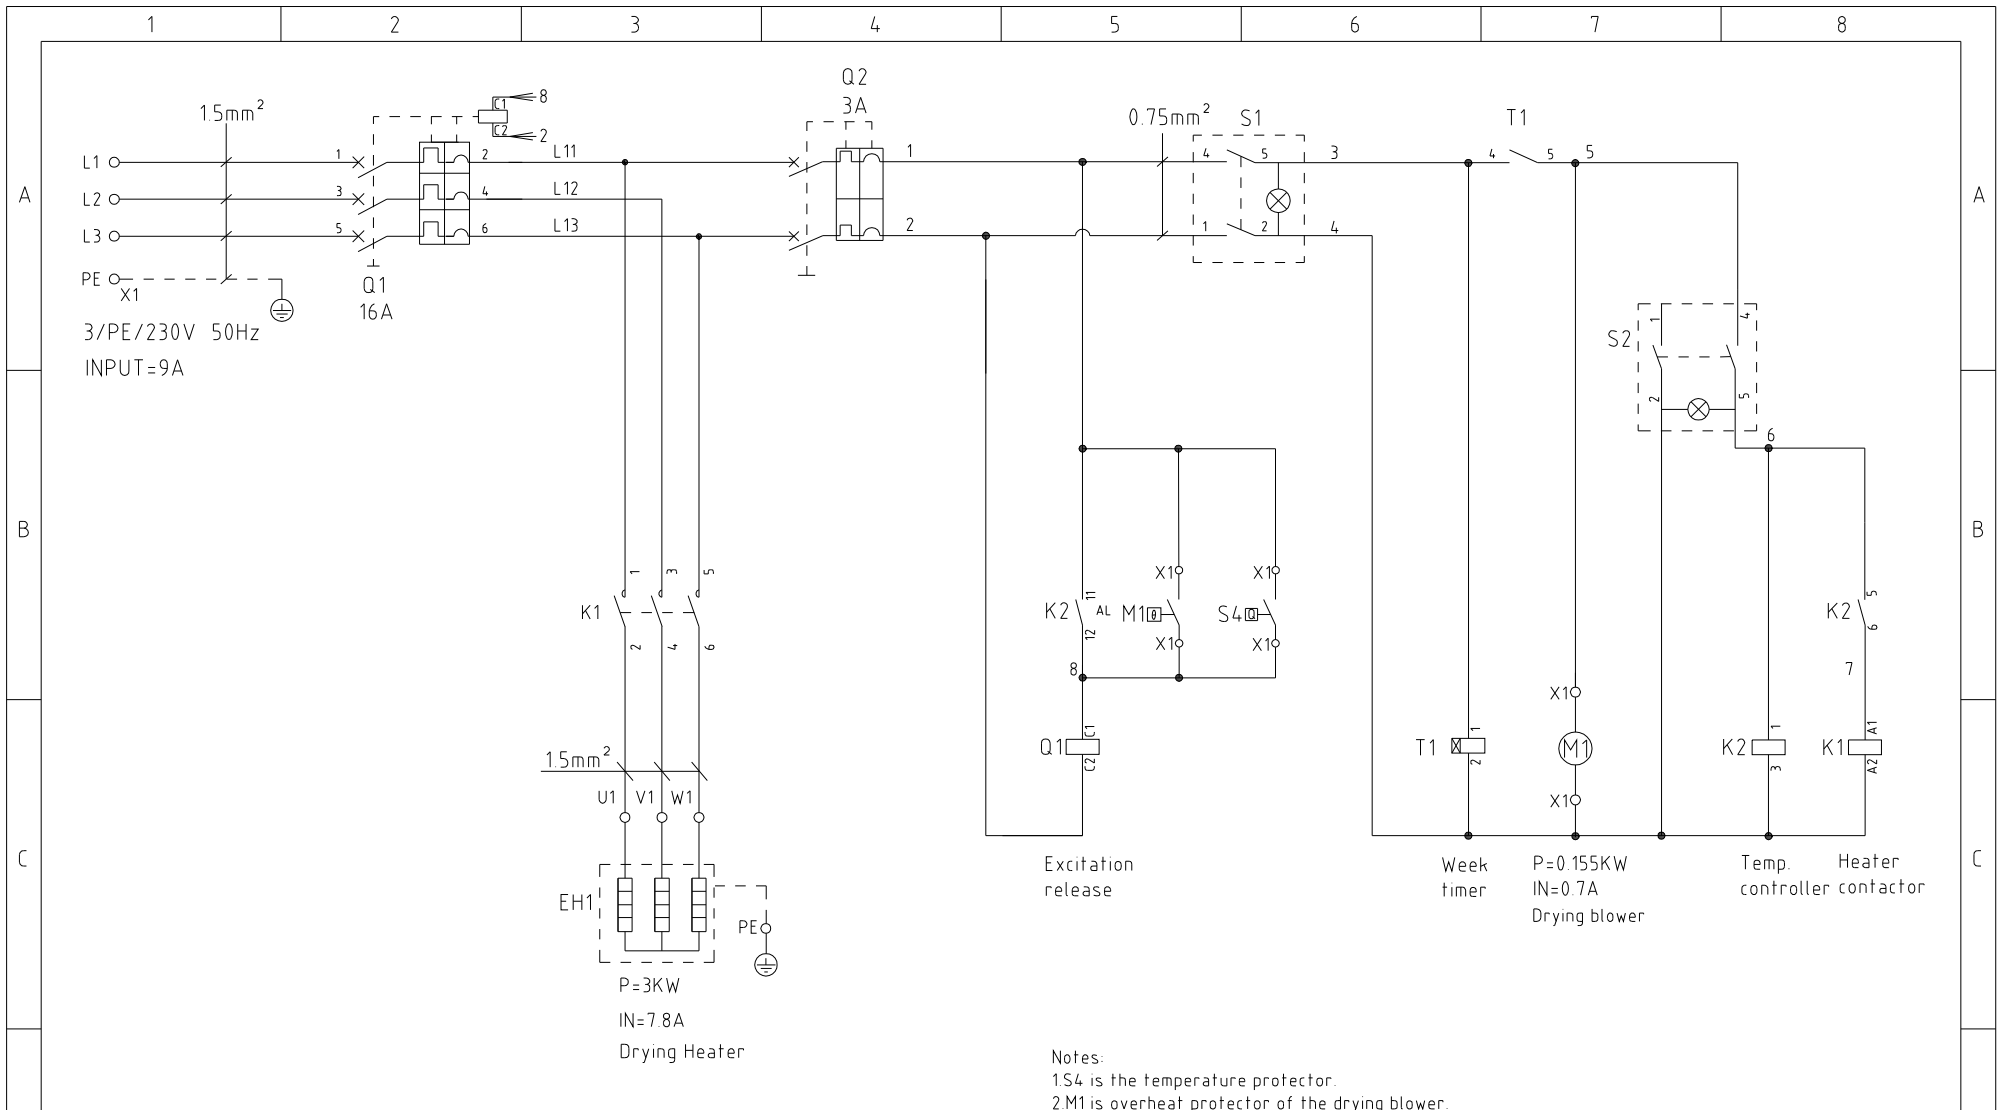 1 2 3 4 5 6 7 8
Q2
3A
1.5mm²
C1 8
C2 2
0.75mm² S1 T1
L1 1 2 L11 1 4 5 3 4 5 5
A A
L2 3 4 L12
L3 5 6 L13 2 1 2 4
PE X1
Q1
16A
3/PE/230V 50Hz
INPUT=9A
S2 1 4
2 5
6
B B
K1 1 3 5
2 4 6
K2 11 AL
12
X1 X1
M1 θ S4 Q
X1 X1
8
K2 5
6
7
X1
Q1 C1
C2
T1 1
2
M1
X1
K2 1
3
K1 A1
A2
1.5mm²
U1 V1 W1
C C
Excitation
release
Week
timer
P=0.155KW
IN=0.7A
Drying blower
Temp.
controller
Heater
contactor
EH1
PE
P=3KW
IN=7.8A
Drying Heater
Notes:
1.S4 is the temperature protector.
2.M1 is overheat protector of the drying blower.